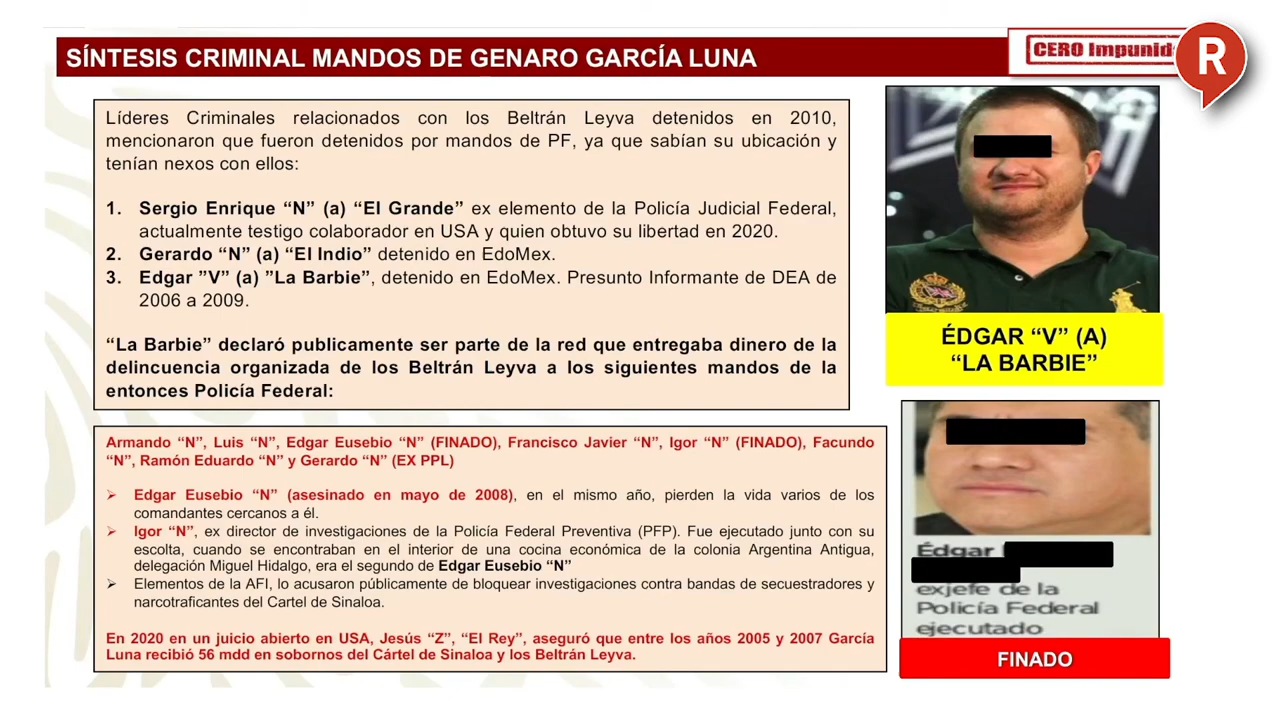 SÍNTESIS CRIMINAL MANDOS DE GENARO GARCÍA LUNA
CERO Impunid
R
Líderes Criminales relacionados con los Beltrán Leyva detenidos en 2010,
mencionaron que fueron detenidos por mandos de PF, ya que sabían su ubicación y
tenían nexos con ellos:
1. Sergio Enrique “N” (a) “El Grande” ex elemento de la Policía Judicial Federal,
actualmente testigo colaborador en USA y quien obtuvo su libertad en 2020.
2. Gerardo “N” (a) “El Indio” detenido en EdoMex.
3. Edgar ”V” (a) ”La Barbie”, detenido en EdoMex. Presunto Informante de DEA de
2006 a 2009.
“La Barbie” declaró publicamente ser parte de la red que entregaba dinero de la
delincuencia organizada de los Beltrán Leyva a los siguientes mandos de la
entonces Policía Federal:
ÉDGAR “V” (A)
“LA BARBIE”
Armando “N”, Luis “N”, Edgar Eusebio “N” (FINADO), Francisco Javier “N”, Igor “N” (FINADO), Facundo
“N”, Ramón Eduardo “N” y Gerardo “N” (EX PPL)
➢ Edgar Eusebio “N” (asesinado en mayo de 2008), en el mismo año, pierden la vida varios de los
comandantes cercanos a él.
➢ Igor “N”, ex director de investigaciones de la Policía Federal Preventiva (PFP). Fue ejecutado junto con su
escolta, cuando se encontraban en el interior de una cocina económica de la colonia Argentina Antigua,
delegación Miguel Hidalgo, era el segundo de Edgar Eusebio “N”
➢ Elementos de la AFI, lo acusaron públicamente de bloquear investigaciones contra bandas de secuestradores y
narcotraficantes del Cartel de Sinaloa.
En 2020 en un juicio abierto en USA, Jesús “Z”, “El Rey”, aseguró que entre los años 2005 y 2007 García
Luna recibió 56 mdd en sobornos del Cártel de Sinaloa y los Beltrán Leyva.
Édgar
exjefe de la
Policía Federal
ejecutado
FINADO